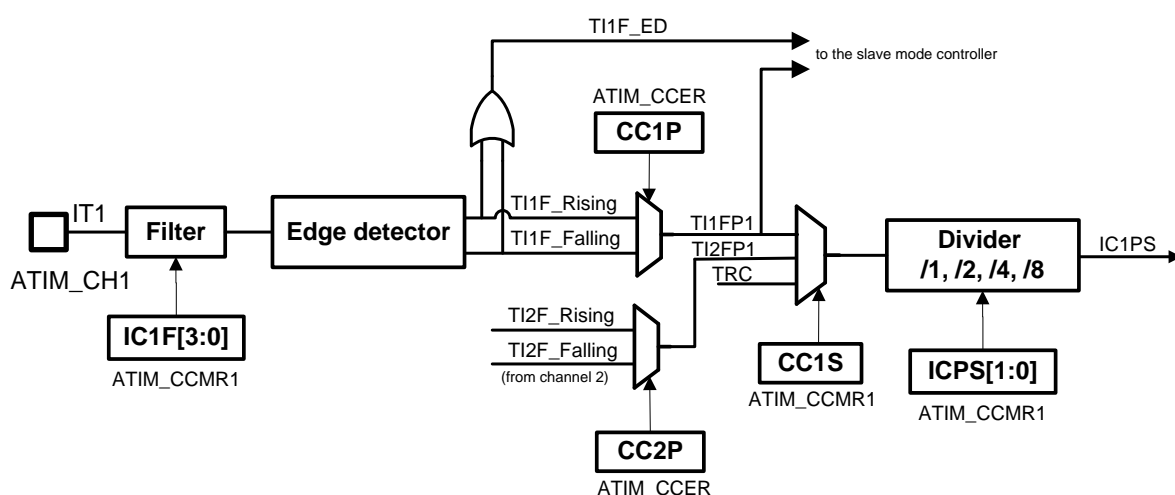 TI1F_ED
to the slave mode controller
ATIM_CCER
CC1P
IT1
Filter
Edge detector
TI1F_Rising
TI1F_Falling
TI1FP1
TI2FP1
TRC
Divider
/1, /2, /4, /8
IC1PS
ATIM_CH1
IC1F[3:0]
ATIM_CCMR1
TI2F_Rising
TI2F_Falling
(from channel 2)
CC1S
ATIM_CCMR1
ICPS[1:0]
ATIM_CCMR1
CC2P
ATIM_CCER